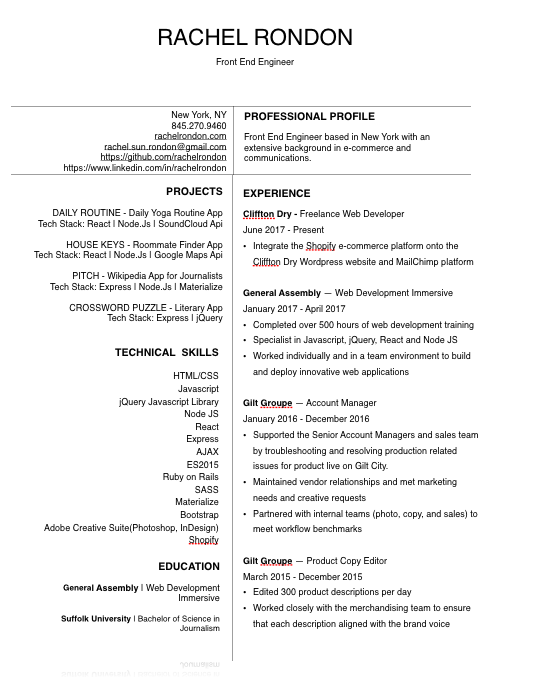 RACHEL RONDON
Front End Engineer
New York, NY
845.270.9460
rachelrondon.com
rachel.sun.rondon@gmail.com
https://github.com/rachelrondon
https://www.linkedin.com/in/rachelrondon
PROFESSIONAL PROFILE
Front End Engineer based in New York with an
extensive background in e-commerce and
communications.
PROJECTS
DAILY ROUTINE - Daily Yoga Routine App
Tech Stack: React | Node.Js | SoundCloud Api
HOUSE KEYS - Roommate Finder App
Tech Stack: React | Node.Js | Google Maps Api
PITCH - Wikipedia App for Journalists
Tech Stack: Express | Node.Js | Materialize
CROSSWORD PUZZLE - Literary App
Tech Stack: Express | jQuery
TECHNICAL SKILLS
HTML/CSS
Javascript
jQuery Javascript Library
Node JS
React
Express
AJAX
ES2015
Ruby on Rails
SASS
Materialize
Bootstrap
Adobe Creative Suite(Photoshop, InDesign)
Shopify
EDUCATION
General Assembly | Web Development
Immersive
Suffolk University | Bachelor of Science in
Journalism
EXPERIENCE
Cliffton Dry - Freelance Web Developer
June 2017 - Present
• Integrate the Shopify e-commerce platform onto the
Cliffton Dry Wordpress website and MailChimp platform
General Assembly — Web Development Immersive
January 2017 - April 2017
• Completed over 500 hours of web development training
• Specialist in Javascript, jQuery, React and Node JS
• Worked individually and in a team environment to build
and deploy innovative web applications
Gilt Groupe — Account Manager
January 2016 - December 2016
• Supported the Senior Account Managers and sales team
by troubleshooting and resolving production related
issues for product live on Gilt City.
• Maintained vendor relationships and met marketing
needs and creative requests
• Partnered with internal teams (photo, copy, and sales) to
meet workflow benchmarks
Gilt Groupe — Product Copy Editor
March 2015 - December 2015
• Edited 300 product descriptions per day
• Worked closely with the merchandising team to ensure
that each description aligned with the brand voice